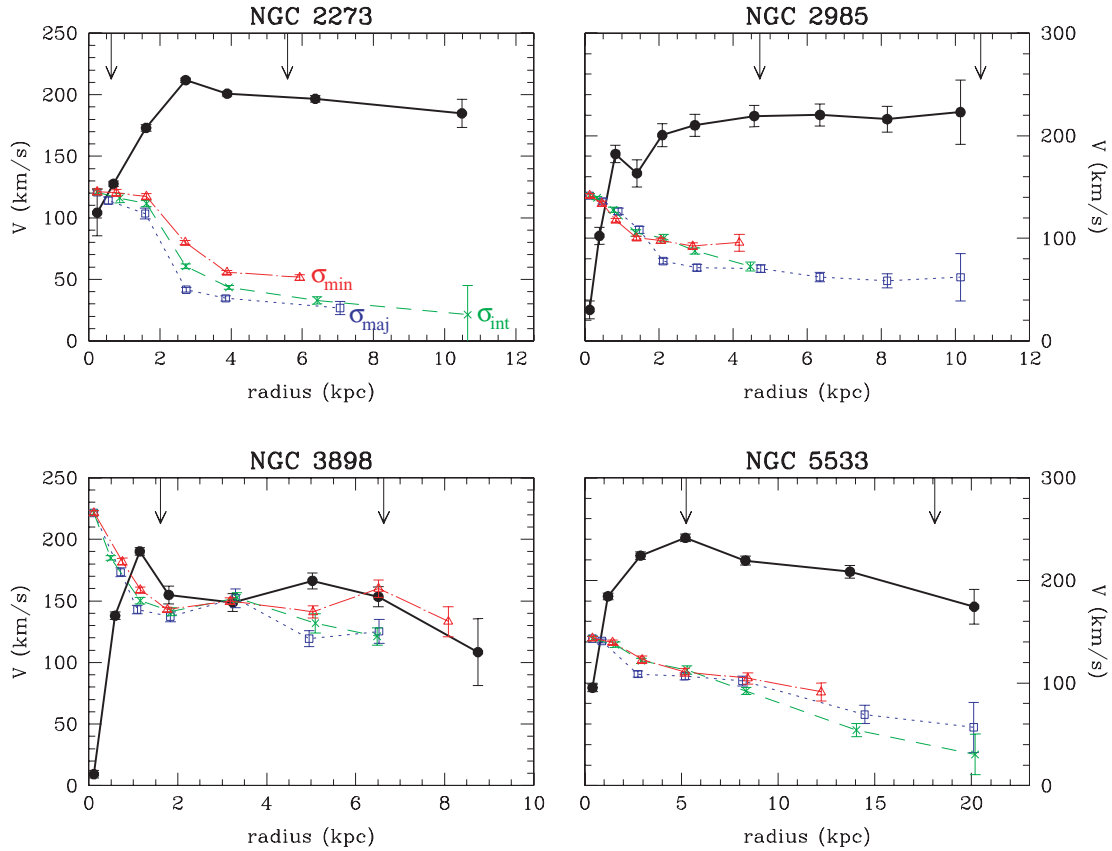 NGC 2273
NGC 2985
250
200
150
100
50
0
V (km/s)
σmin
σmaj
σint
0 2 4 6 8 10 12
radius (kpc)
300
200
100
0
V (km/s)
0 2 4 6 8 10 12
radius (kpc)
NGC 3898
NGC 5533
250
200
150
100
50
0
V (km/s)
0 2 4 6 8 10
radius (kpc)
300
200
100
0
V (km/s)
0 5 10 15 20
radius (kpc)